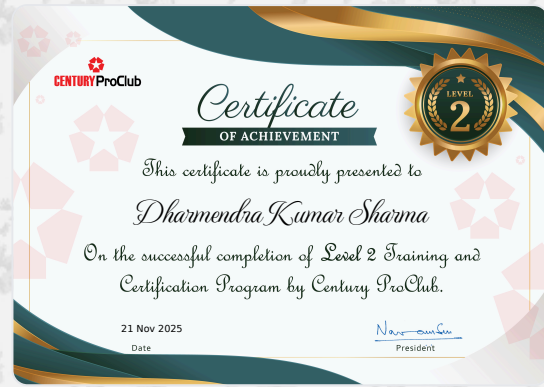 CENTURY ProClub
Certificate
OF ACHIEVEMENT
LEVEL
2
This certificate is proudly presented to
Dharmendra Kumar Sharma
On the successful completion of Level 2 Training and
Certification Program by Century ProClub.
21 Nov 2025
Date
President